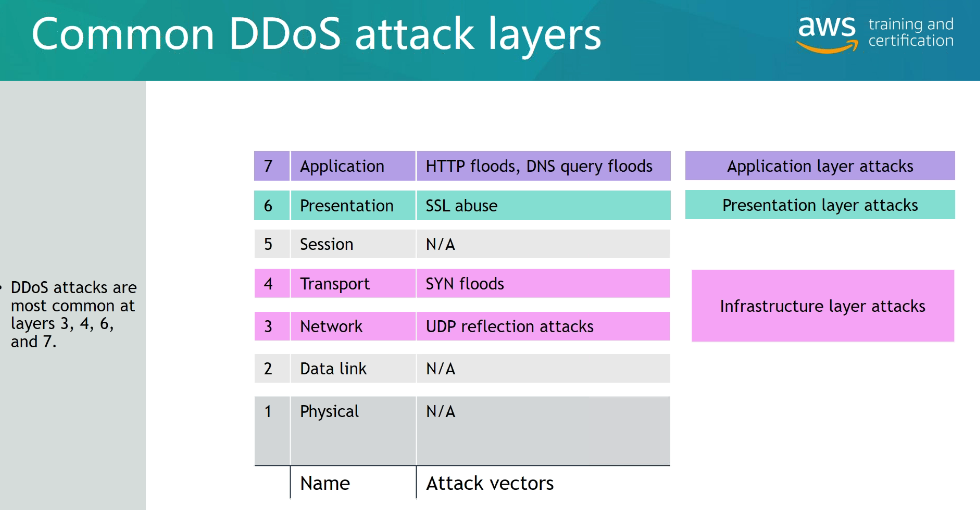 Common DDoS attack layers
aws training and
certification
7 Application HTTP floods, DNS query floods Application layer attacks
6 Presentation SSL abuse Presentation layer attacks
5 Session N/A
4 Transport SYN floods
Infrastructure layer attacks
3 Network UDP reflection attacks
2 Data link N/A
1 Physical N/A
Name Attack vectors
• DDoS attacks are
most common at
layers 3, 4, 6,
and 7.